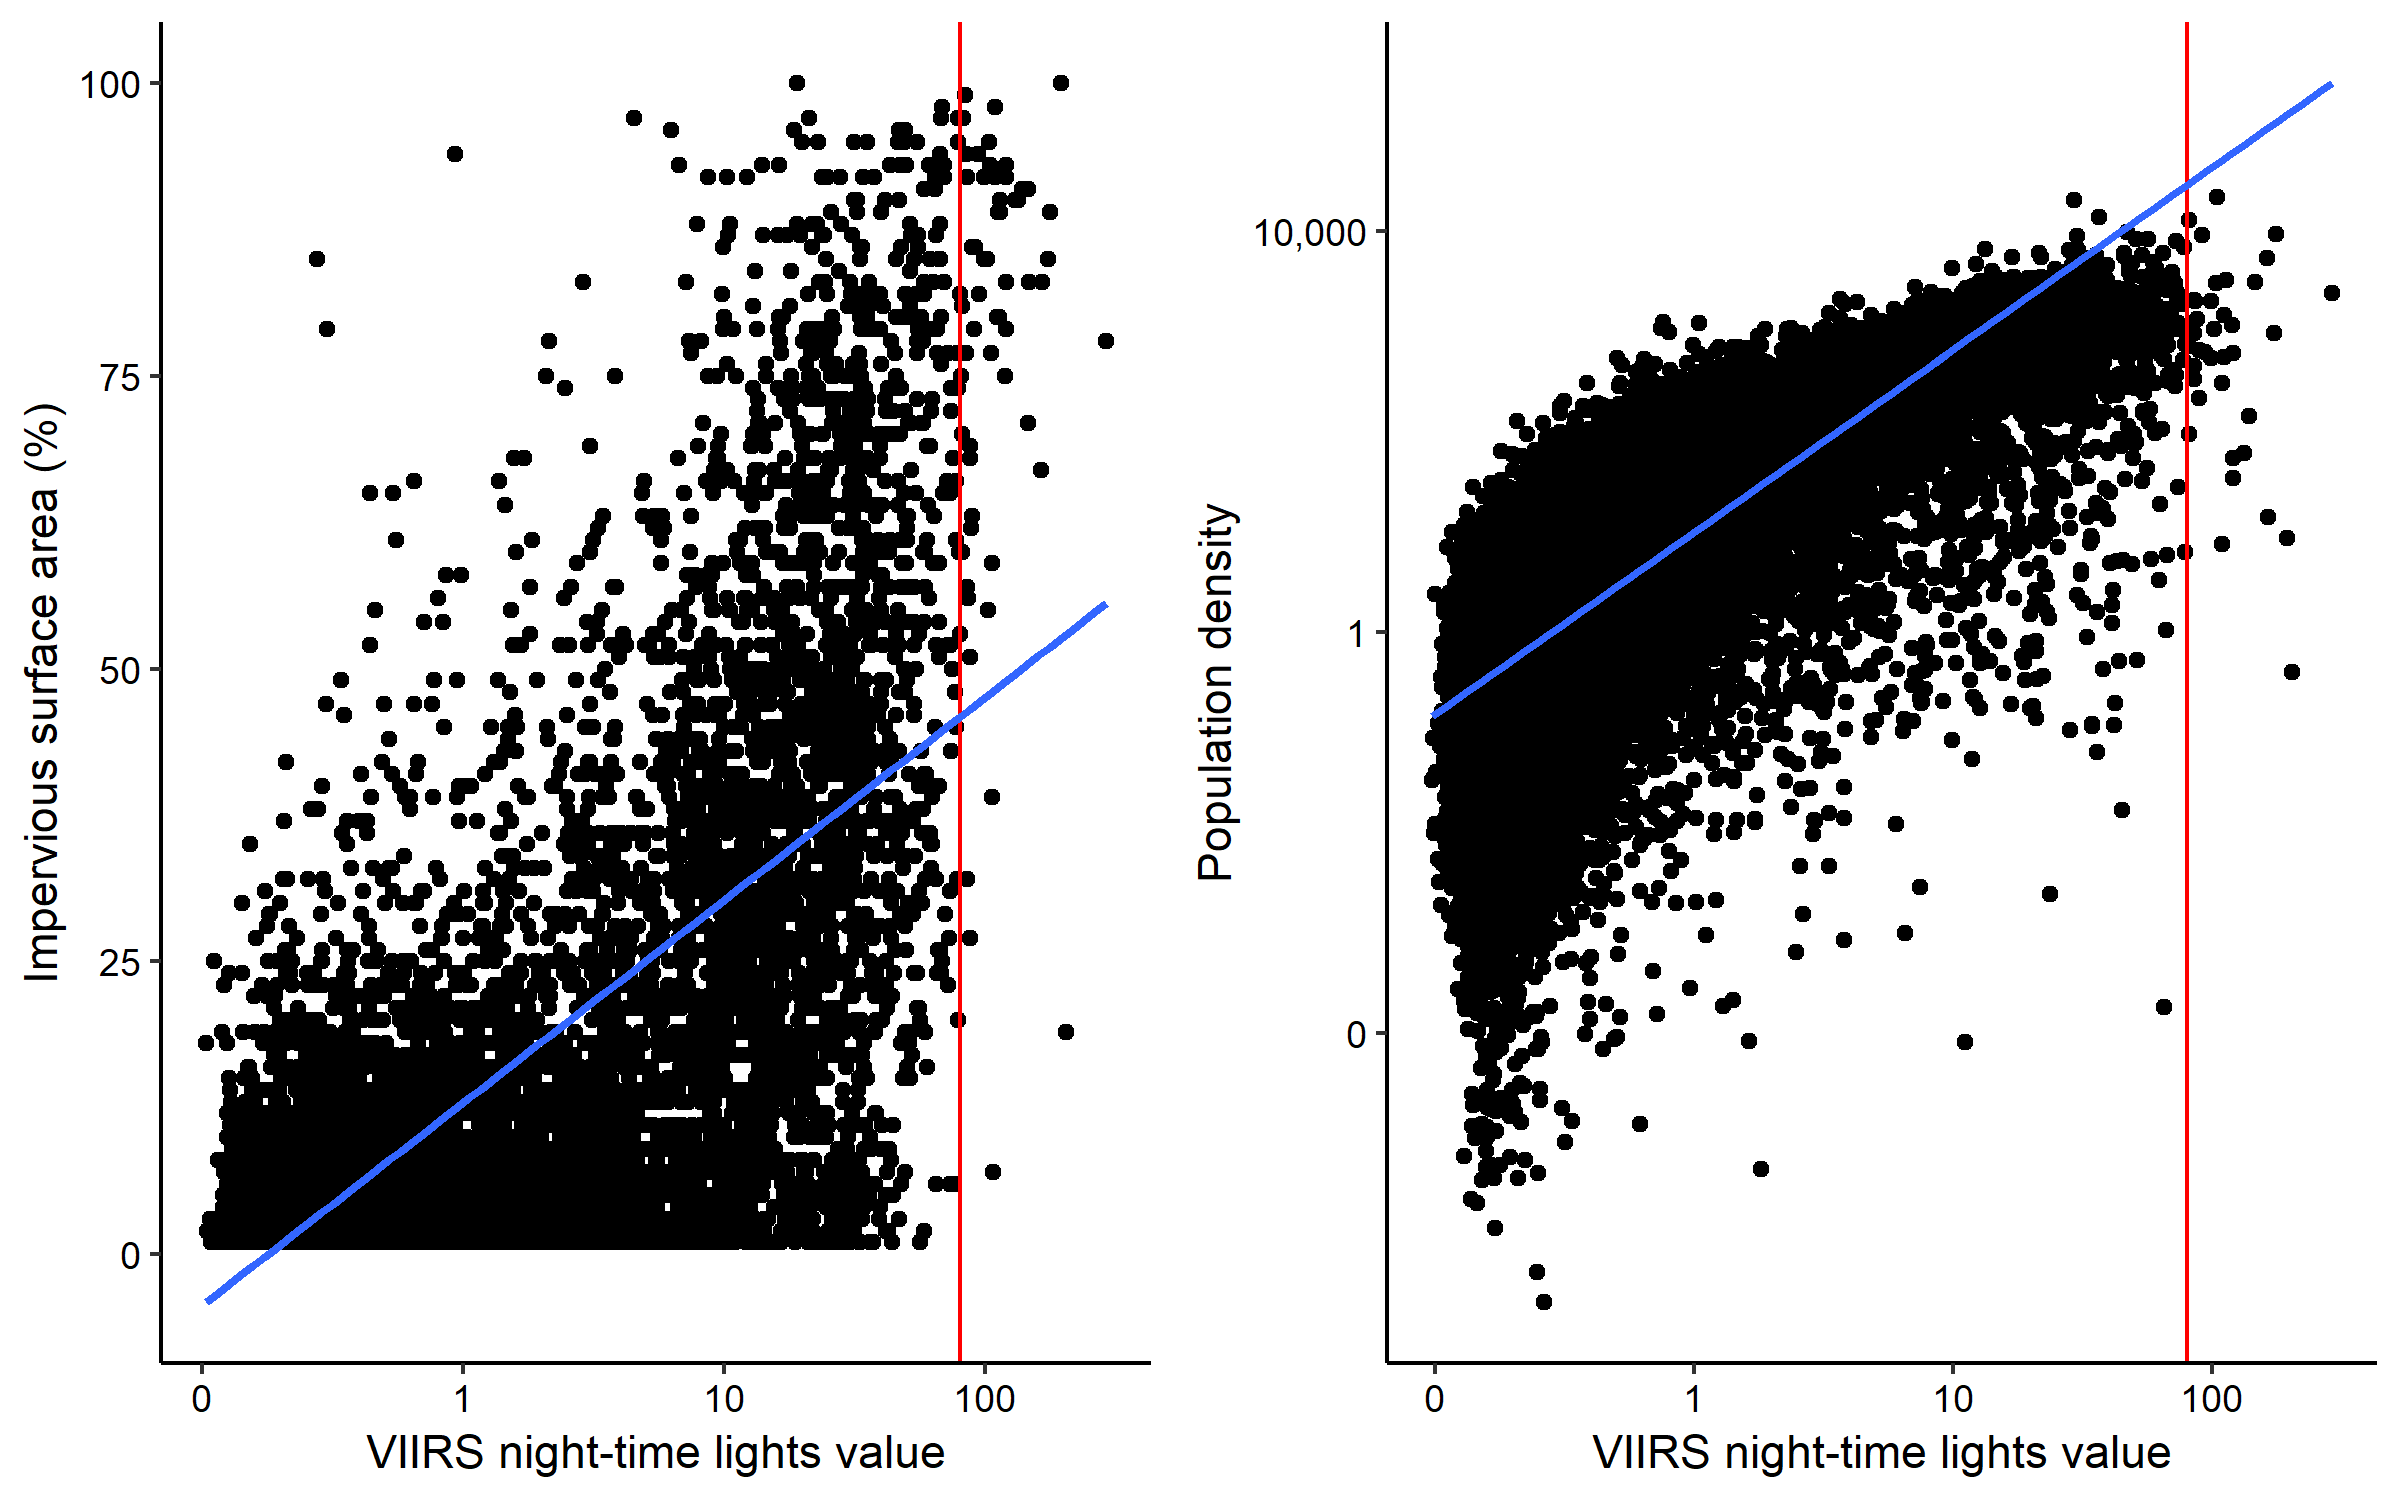 Impervious surface area (%)
100
75
50
25
0
0 1 10 100
VIIRS night-time lights value
Population density
10,000
1
0
0 1 10 100
VIIRS night-time lights value